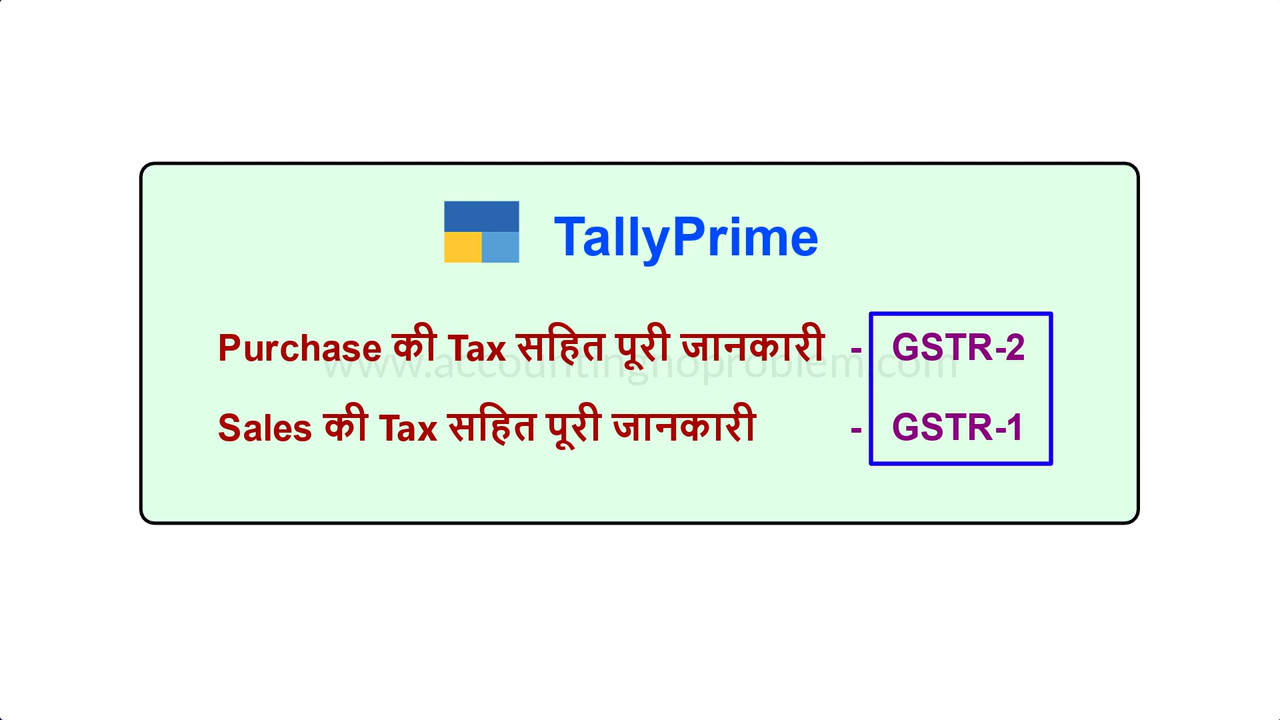 TallyPrime
Purchase की Tax सहित पूरी जानकारी - GSTR-2
www.accountingnoproblem.com
Sales की Tax सहित पूरी जानकारी - GSTR-1